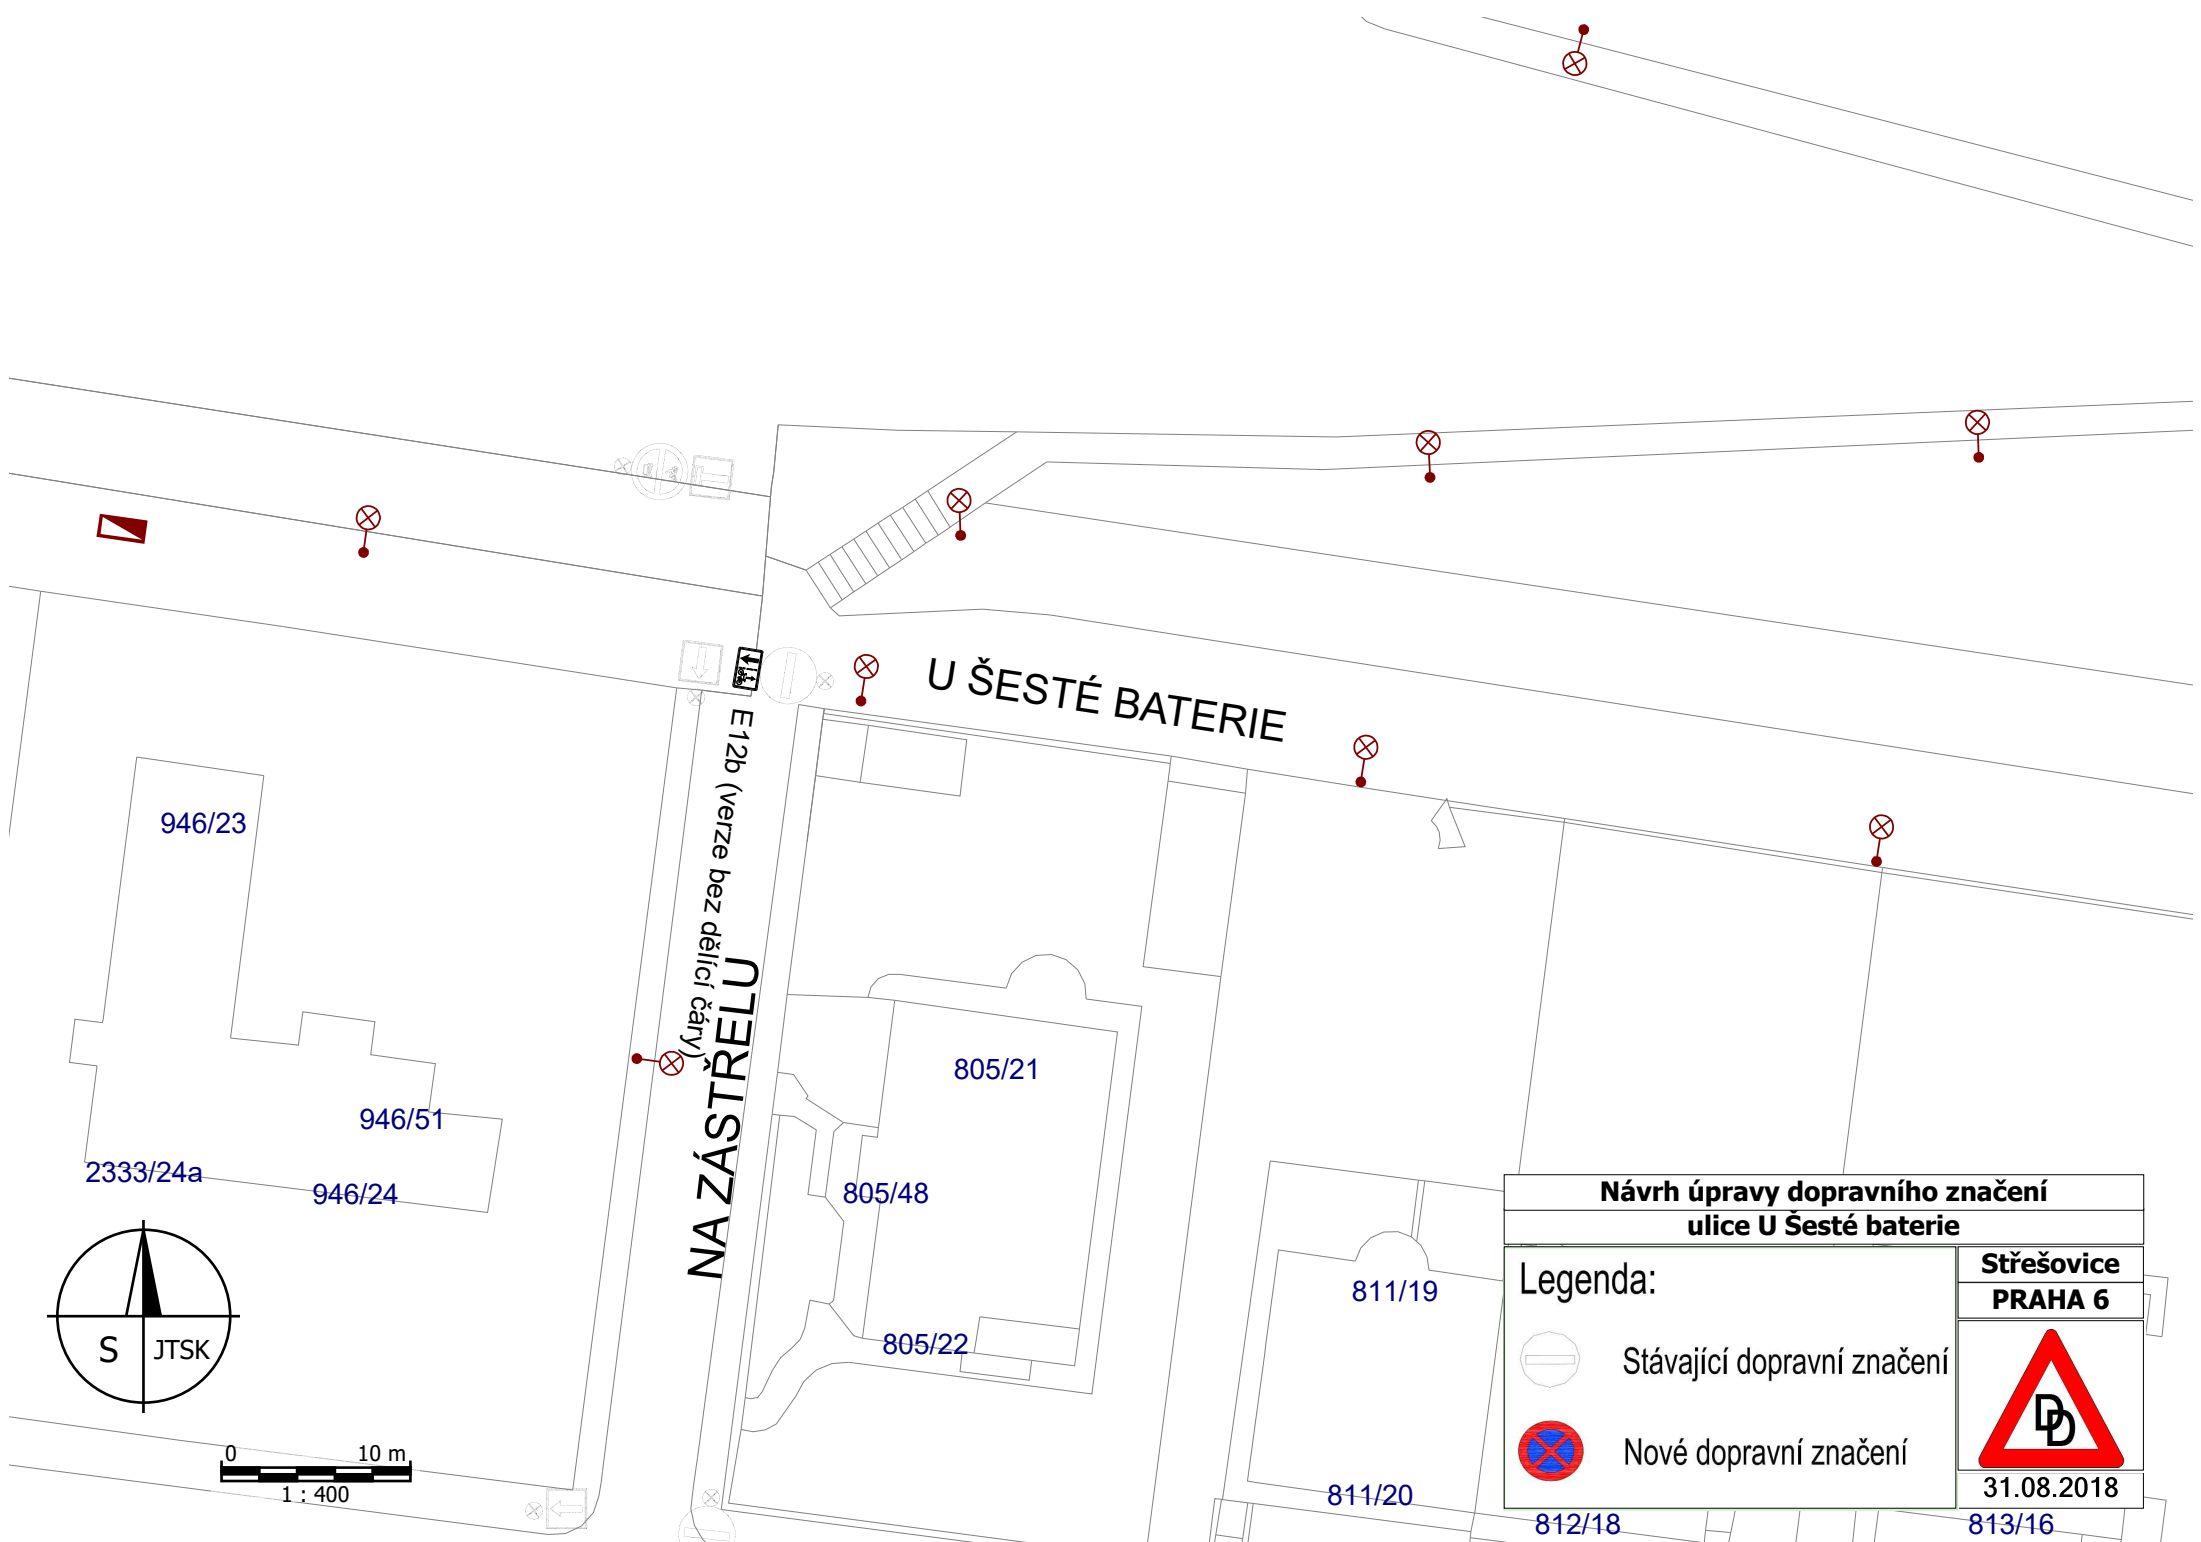 U ŠESTÉ BATERIE
E12b (verze bez dělící čáry)
NA ZÁSTŘELU
946/23
946/51
2333/24a
946/24
805/21
805/48
805/22
811/19
811/20
812/18
813/16
S
JTSK
0
10 m
1 : 400
Návrh úpravy dopravního značení
ulice U Šesté baterie
Legenda:
Stávající dopravní značení
Nové dopravní značení
Střešovice
PRAHA 6
DD
31.08.2018